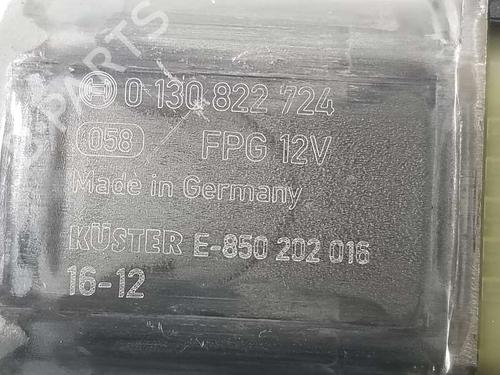 0 130 822 724
058 FPG 12V
Made in Germany
KÜSTER E-850 202 016
16-12